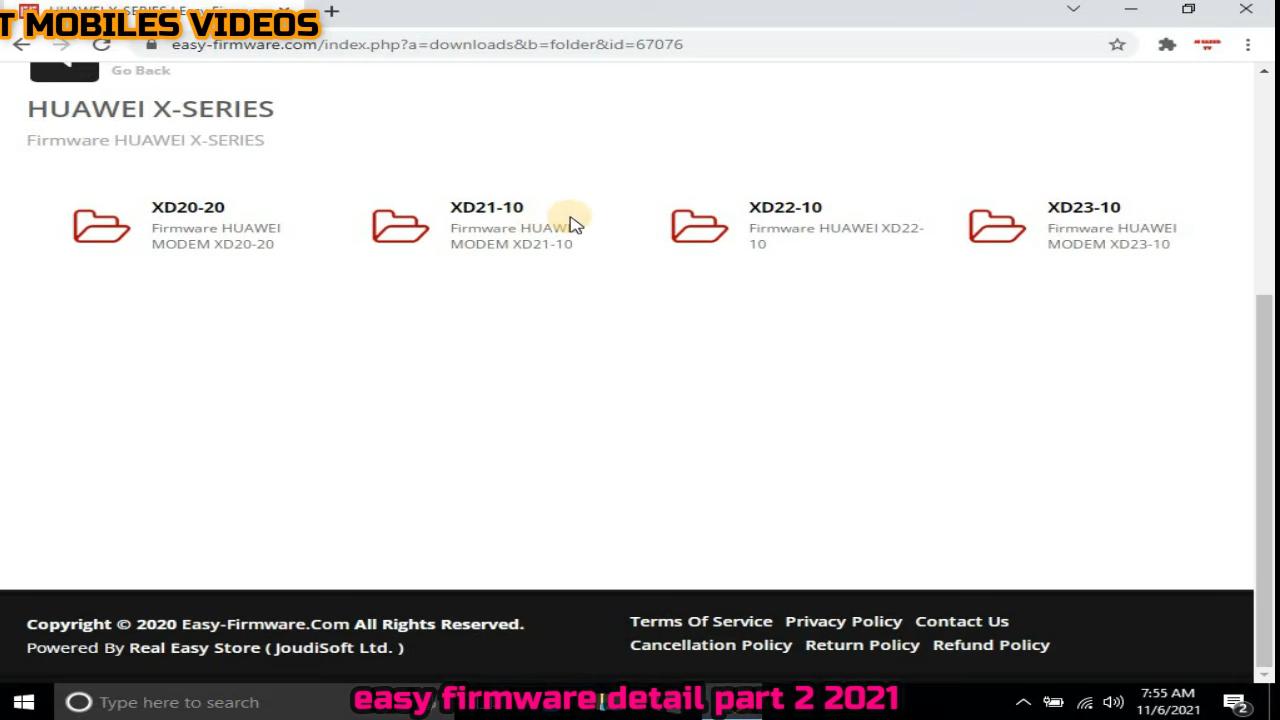 T MOBILES VIDEOS
easy-firmware.com/index.php?a=downloads&b=folder&id=67076
Go Back
HUAWEI X-SERIES
Firmware HUAWEI X-SERIES
XD20-20
Firmware HUAWEI
MODEM XD20-20
XD21-10
Firmware HUAWEI
MODEM XD21-10
XD22-10
Firmware HUAWEI XD22-
10
XD23-10
Firmware HUAWEI
MODEM XD23-10
Copyright © 2020 Easy-Firmware.Com All Rights Reserved.
Powered By Real Easy Store ( JoudiSoft Ltd. )
Terms Of Service Privacy Policy Contact Us
Cancellation Policy Return Policy Refund Policy
Type here to search
easy firmware detail part 2 2021
7:55 AM
11/6/2021
2